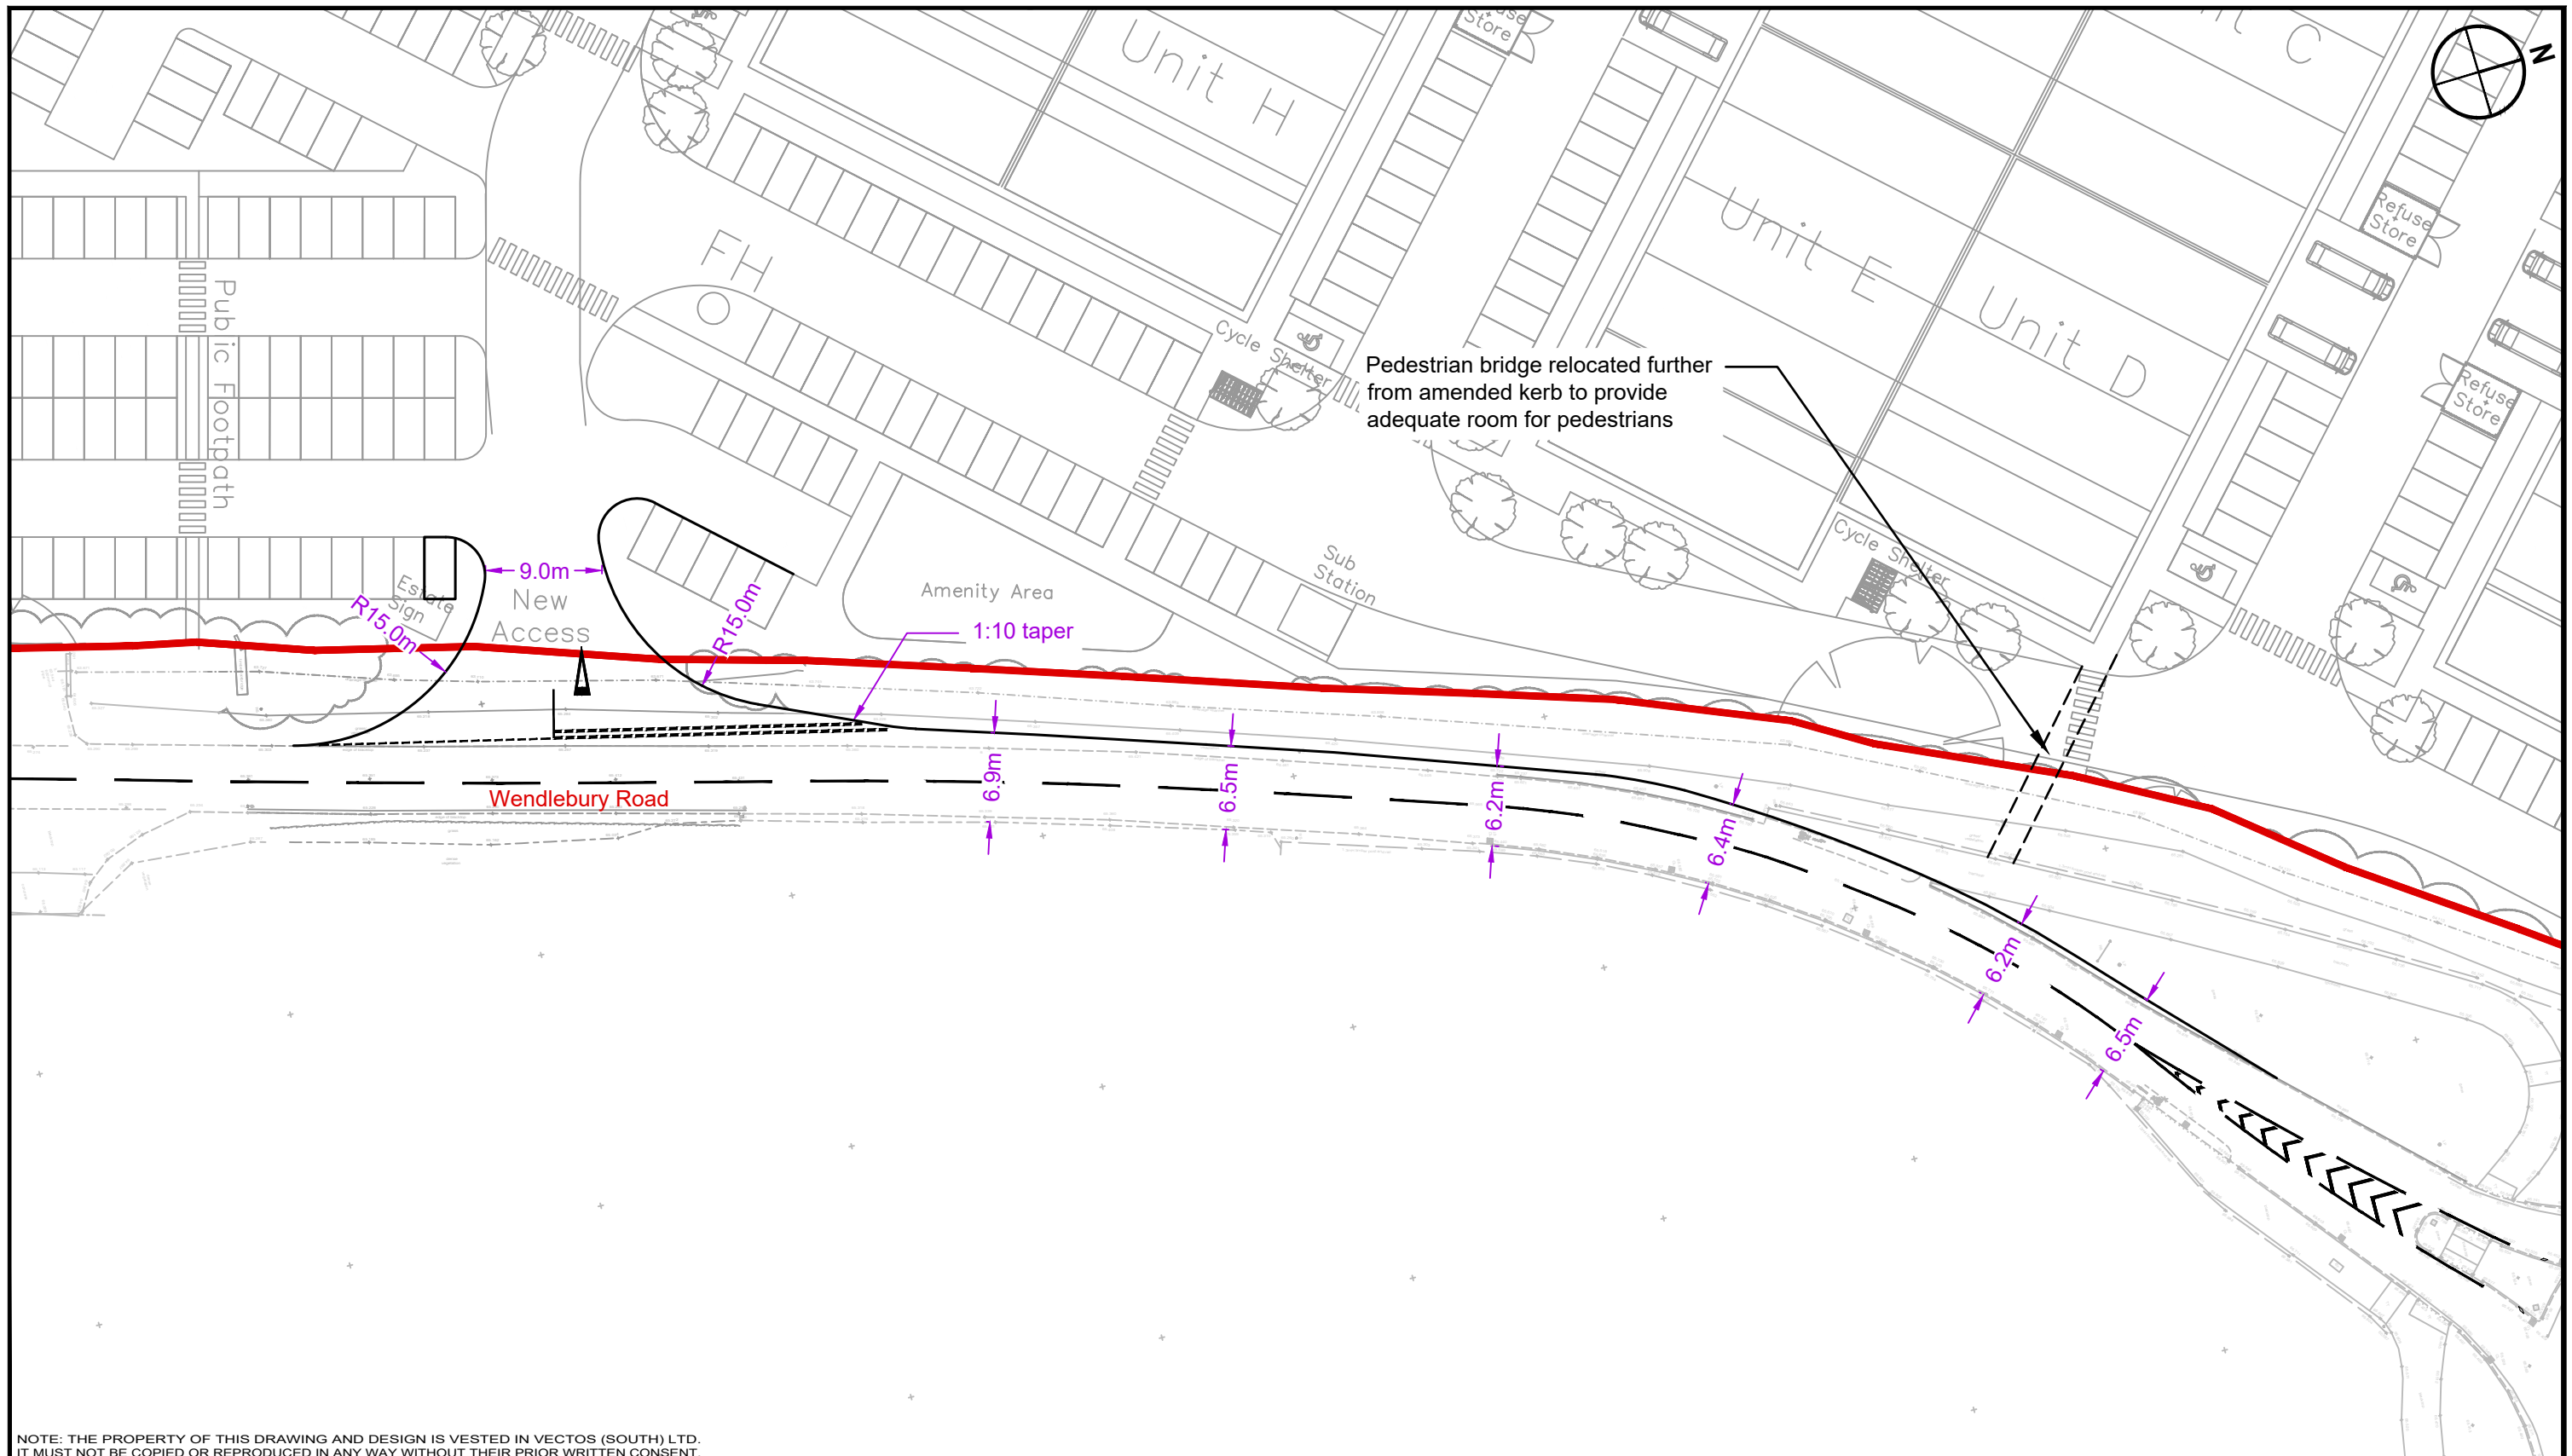 Refuse
Store
Unit H
Unit C
N
Refuse
Store
Unit E
Unit D
FH
Public Footpath
Cycle Shelter
Pedestrian bridge relocated further
from amended kerb to provide
adequate room for pedestrians
Refuse
Store
Cycle Shelter
Sub
Station
9.0m
Estate
Sign
New
Access
R15.0m
R15.0m
Amenity Area
1:10 taper
Wendlebury Road
6.9m
6.5m
6.2m
6.4m
6.2m
6.5m
NOTE: THE PROPERTY OF THIS DRAWING AND DESIGN IS VESTED IN VECTOS (SOUTH) LTD.
IT MUST NOT BE COPIED OR REPRODUCED IN ANY WAY WITHOUT THEIR PRIOR WRITTEN CONSENT.